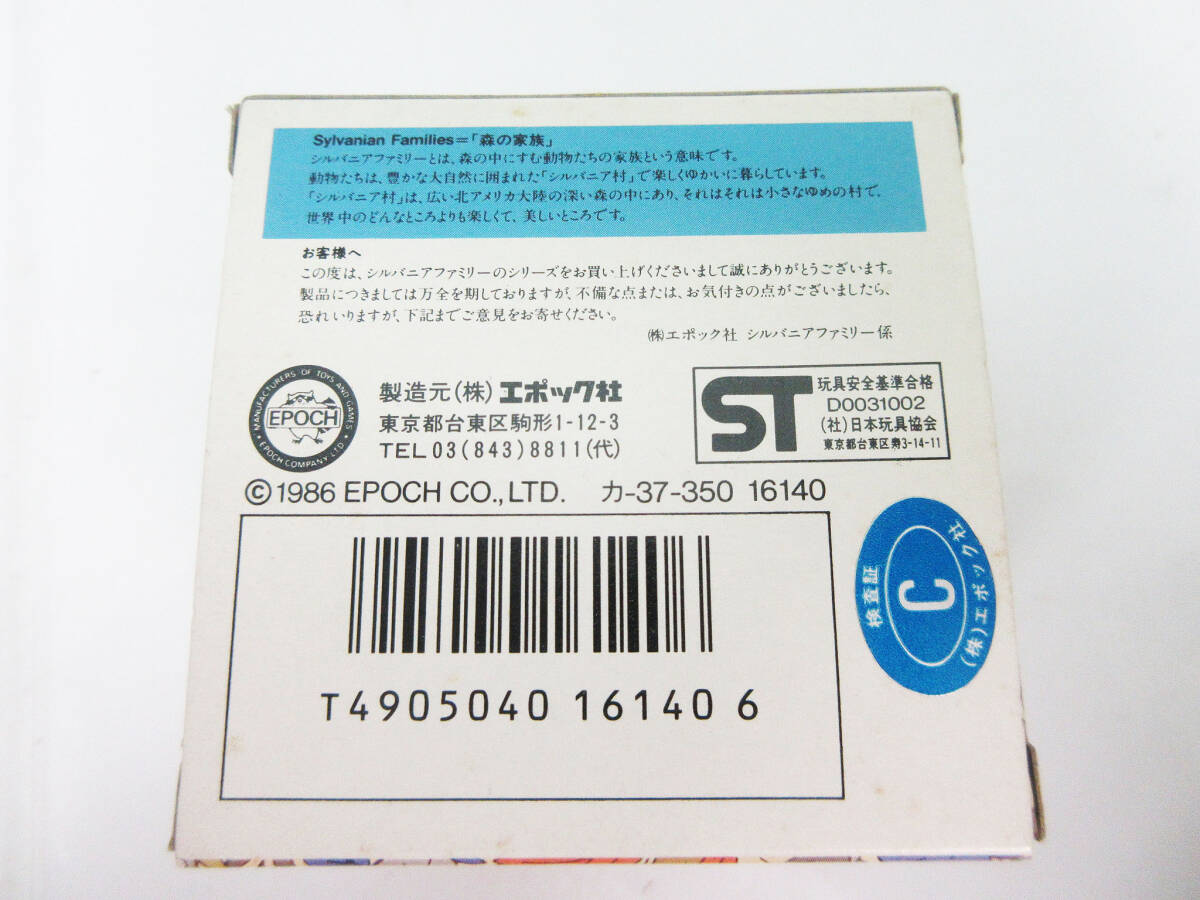 Sylvanian Families=「森の家族」
シルバニアファミリーとは、森の中にすむ動物たちの家族という意味です。
動物たちは、豊かな大自然に囲まれた「シルバニア村」で楽しくゆかいに暮らしています。
「シルバニア村」は、広い北アメリカ大陸の深い森の中にあり、それはそれは小さなゆめの村で、
世界中のどんなところよりも楽しくて、美しいところです。
お客様へ
この度は、シルバニアファミリーのシリーズをお買い上げくださいまして誠にありがとうございます。
製品につきましては万全を期しておりますが、不備な点または、お気付きの点がございましたら、
恐れいりますが、下記までご意見をお寄せください。
(株)エポック社 シルバニアファミリー係
MANUFACTURERS OF TOYS AND GAMES
EPOCH
EPOCH COMPANY LTD.
製造元(株)エポック社
東京都台東区駒形1-12-3
TEL 03(843)8811(代)
ST
玩具安全基準合格
D0031002
(社)日本玩具協会
東京都台東区寿3-14-11
©1986 EPOCH CO., LTD. カ-37-350 16140
T4905040 16140 6
検査証
C
(株)エポック社